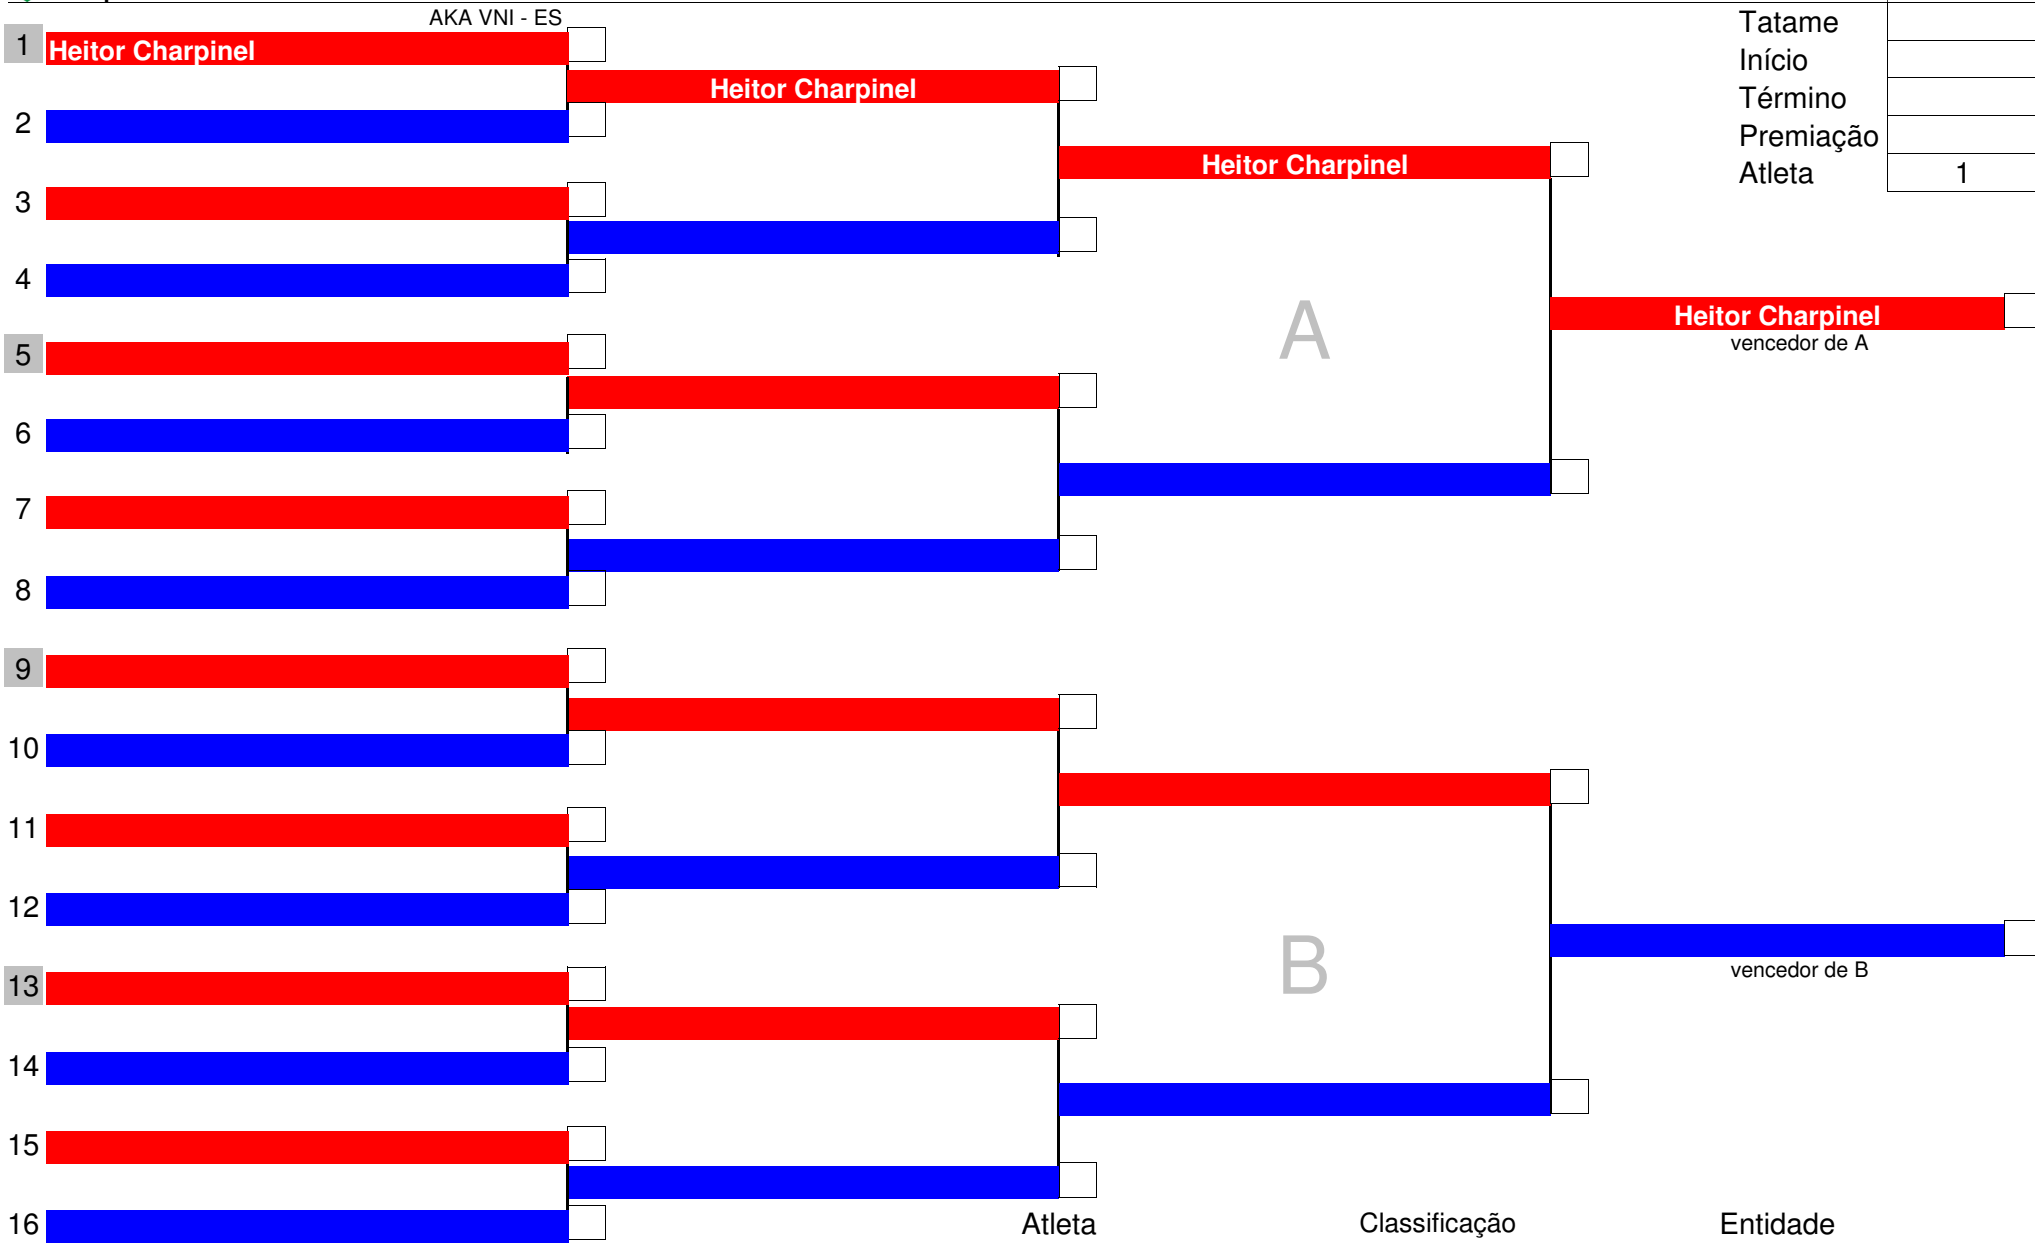 AKA VNI - ES
Tatame
1 Heitor Charpinel
Início
Heitor Charpinel
Término
2
Premiação
Heitor Charpinel
Atleta 1
3
4
A
Heitor Charpinel
vencedor de A
5
6
7
8
9
10
11
12
B
vencedor de B
13
14
15
16
Atleta Classificação Entidade